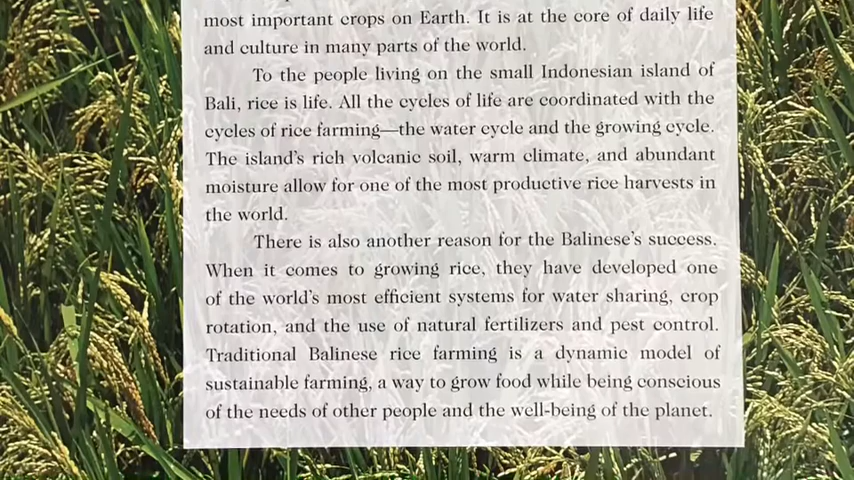 most important crops on Earth. It is at the core of daily life
and culture in many parts of the world.
To the people living on the small Indonesian island of
Bali, rice is life. All the cycles of life are coordinated with the
cycles of rice farming—the water cycle and the growing cycle.
The island's rich volcanic soil, warm climate, and abundant
moisture allow for one of the most productive rice harvests in
the world.
There is also another reason for the Balinese's success.
When it comes to growing rice, they have developed one
of the world's most efficient systems for water sharing, crop
rotation, and the use of natural fertilizers and pest control.
Traditional Balinese rice farming is a dynamic model of
sustainable farming, a way to grow food while being conscious
of the needs of other people and the well-being of the planet.